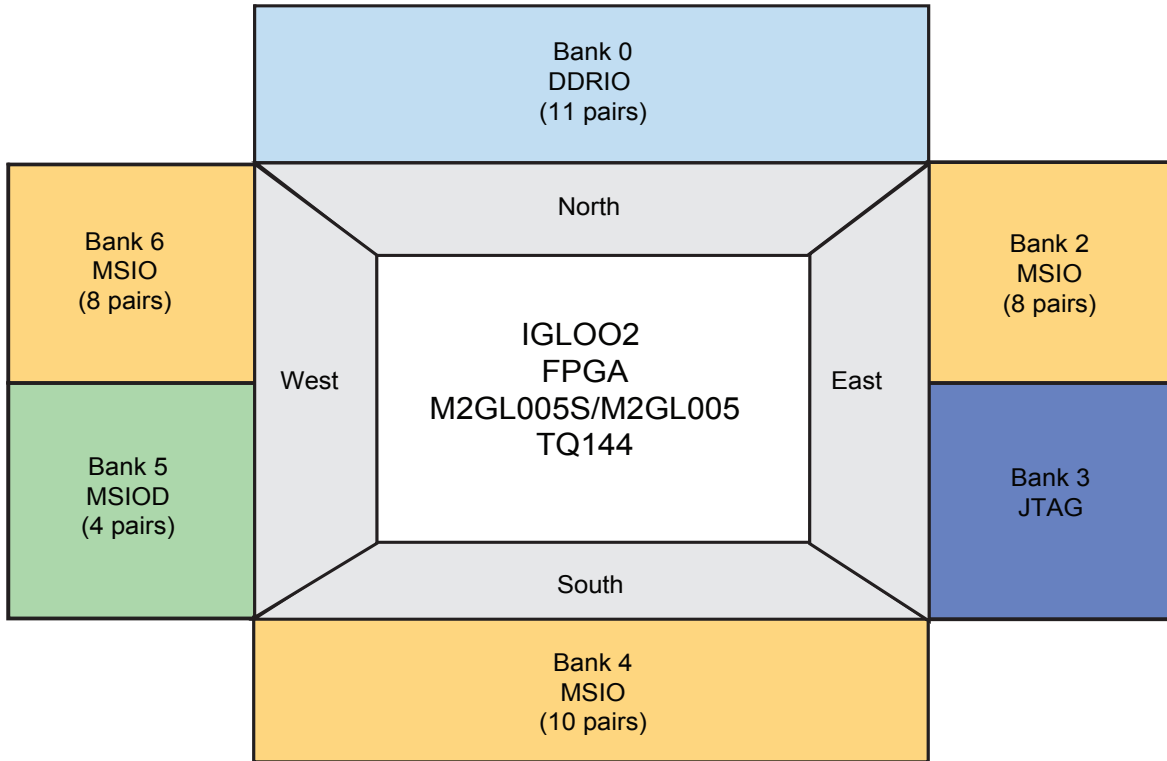 Bank 0
DDRIO
(11 pairs)
North
Bank 6
MSIO
(8 pairs)
Bank 2
MSIO
(8 pairs)
IGLOO2
FPGA
M2GL005S/M2GL005
TQ144
West
East
Bank 5
MSIOD
(4 pairs)
Bank 3
JTAG
South
Bank 4
MSIO
(10 pairs)